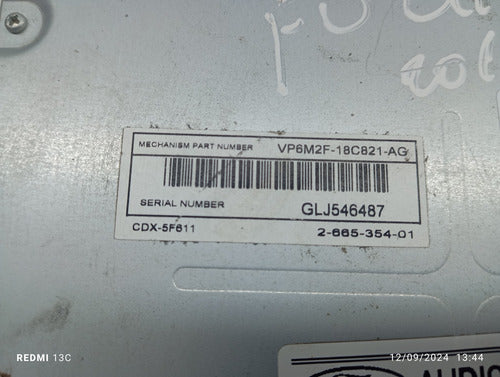 MECHANISM PART NUMBER VP6M2F-18C821-AG
SERIAL NUMBER GLJ546487
CDX-5F611 2-665-354-01
REDMI 13C 12/09/2024 13:44
AUDIO